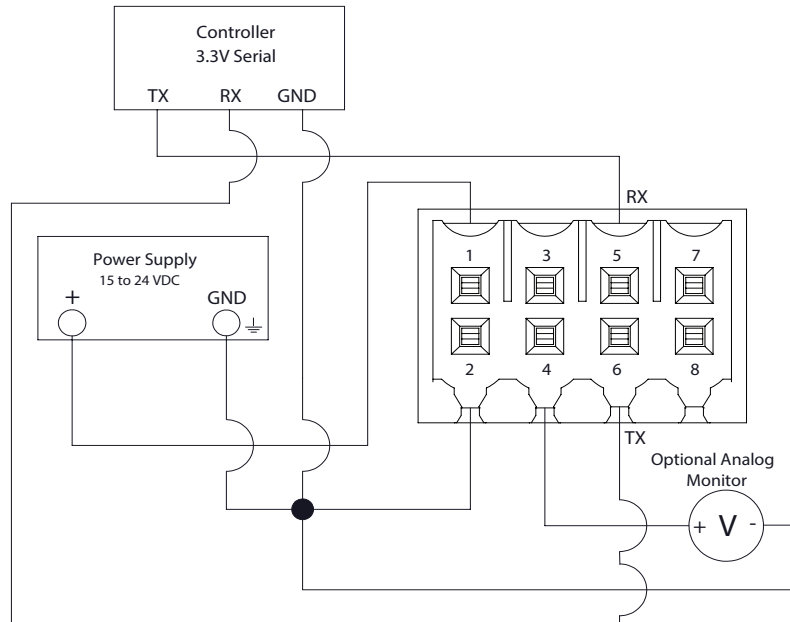 Controller
3.3V Serial
TX RX GND
RX
Power Supply
15 to 24 VDC
+ GND
1 3 5 7
2 4 6 8
TX
Optional Analog
Monitor
+ V -